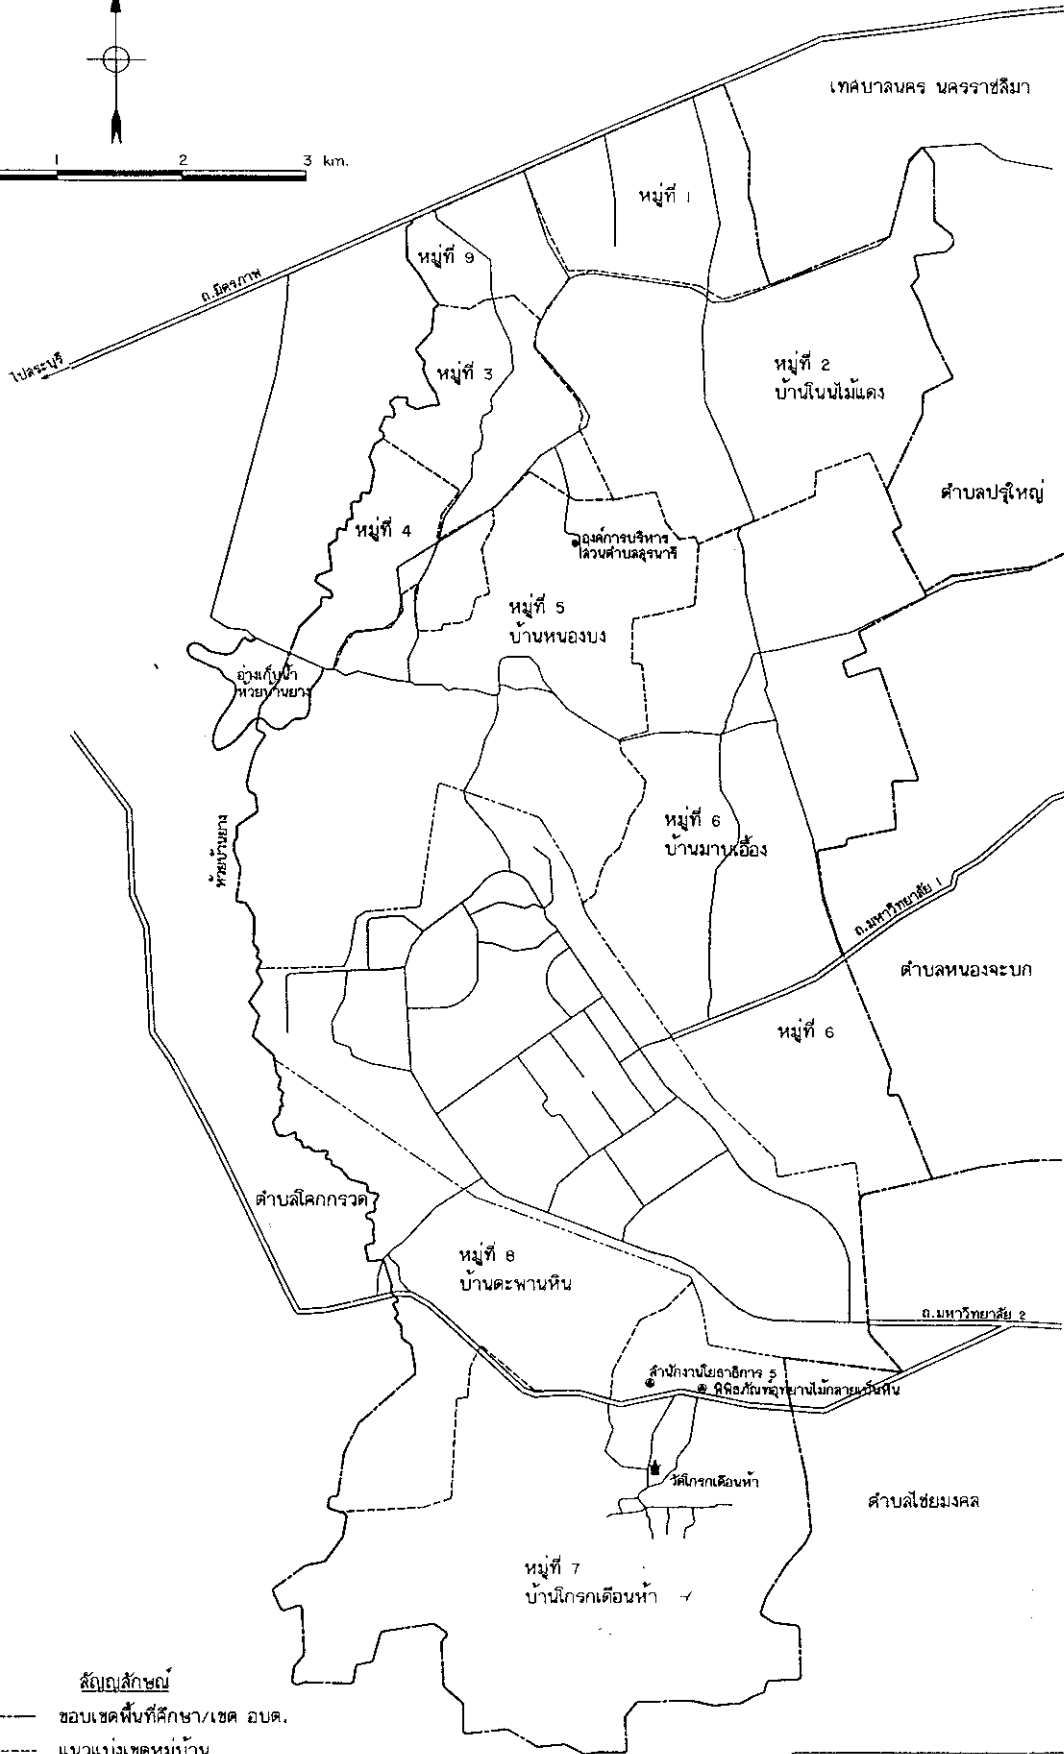 เทศบาลนคร นครราชสีมา
1 2 3 km.
หมู่ที่ 1
หมู่ที่ 9
ถ.มิตรภาพ
ไปสระบุรี
หมู่ที่ 3
หมู่ที่ 2
บ้านโนนไม้แดง
ตำบลปรุใหญ่
หมู่ที่ 4
องค์การบริหาร
ส่วนตำบลสุรนารี
หมู่ที่ 5
บ้านหนองบง
อ่างเก็บน้ำ
ห้วยบ้านยาง
ห้วยบ้านยาง
หมู่ที่ 6
บ้านมาบเอื้อง
ถ.มหาวิทยาลัย 1
ตำบลหนองจะบก
หมู่ที่ 6
ตำบลโคกกรวด
หมู่ที่ 8
บ้านตะพานหิน
ถ.มหาวิทยาลัย 2
สำนักงานโยธาธิการ 5
พิพิธภัณฑ์อุทยานไม้กลายเป็นหิน
วัดโกรกเดือนห้า
ตำบลไชยมงคล
หมู่ที่ 7
บ้านโกรกเดือนห้า
สัญญลักษณ์
ขอบเขตพื้นที่ศึกษา/เขต อบต.
แนวแบ่งเขตหมู่บ้าน